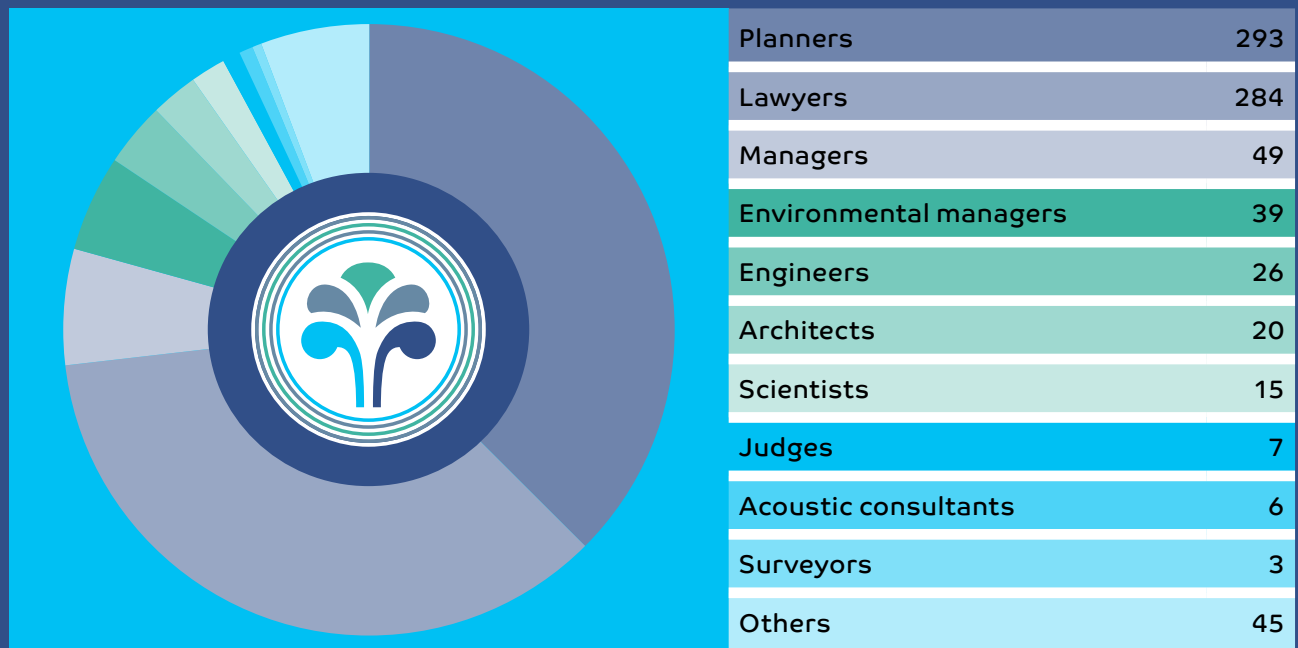 Planners 293
Lawyers 284
Managers 49
Environmental managers 39
Engineers 26
Architects 20
Scientists 15
Judges 7
Acoustic consultants 6
Surveyors 3
Others 45